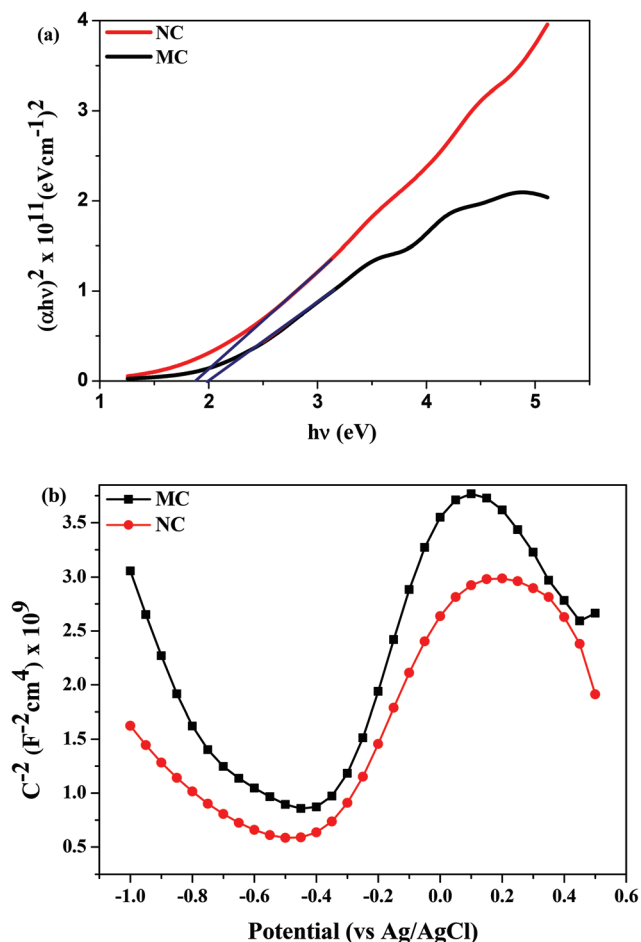 (a)
NC
MC
(αhν)² x 10¹¹(eVcm⁻¹)²
4
3
2
1
0
1 2 3 4 5
hν (eV)
(b)
MC
NC
C⁻² (F⁻²cm⁴) x 10⁹
3.5
3.0
2.5
2.0
1.5
1.0
0.5
-1.0 -0.8 -0.6 -0.4 -0.2 0.0 0.2 0.4 0.6
Potential (vs Ag/AgCl)